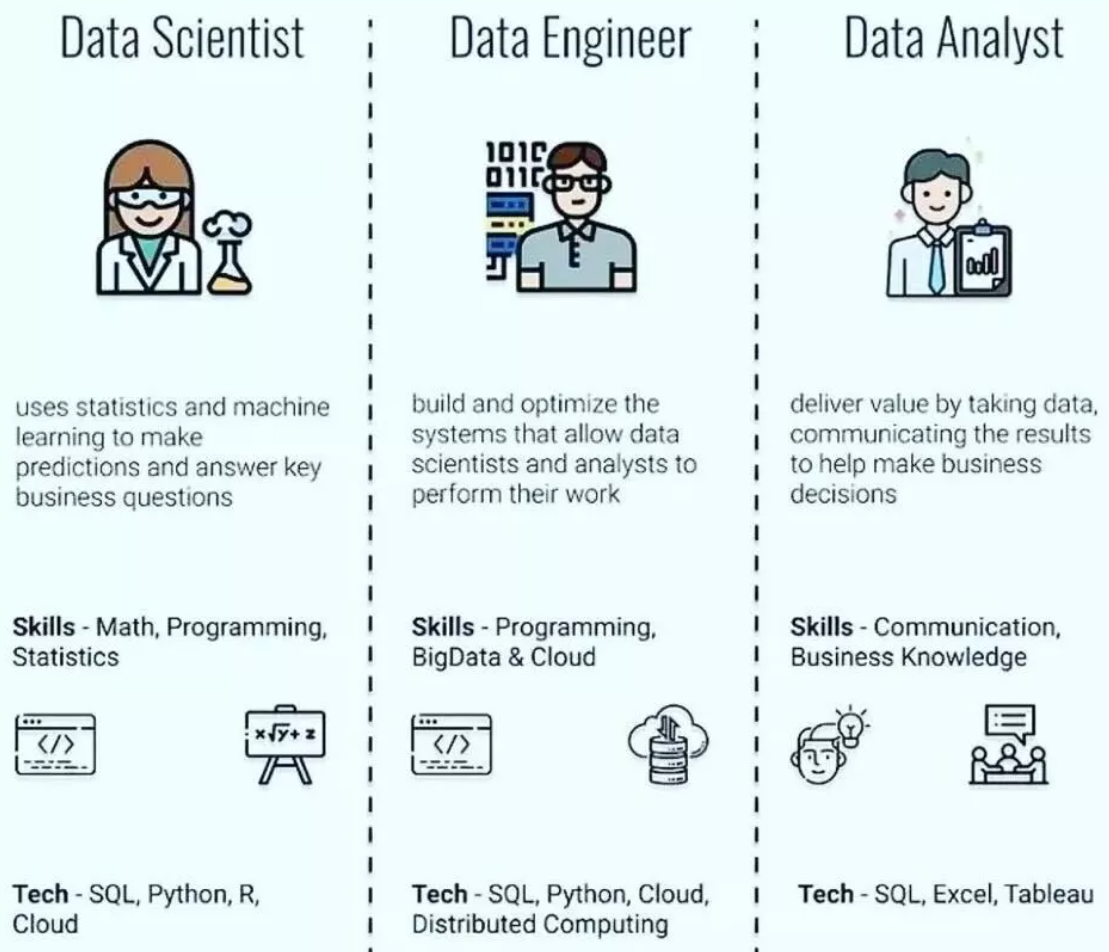 Data Scientist
uses statistics and machine
learning to make
predictions and answer key
business questions
Skills - Math, Programming,
Statistics
</>
x√y+ z
Tech - SQL, Python, R,
Cloud
Data Engineer
101C
011C
build and optimize the
systems that allow data
scientists and analysts to
perform their work
Skills - Programming,
BigData & Cloud
</>
Tech - SQL, Python, Cloud,
Distributed Computing
Data Analyst
deliver value by taking data,
communicating the results
to help make business
decisions
Skills - Communication,
Business Knowledge
Tech - SQL, Excel, Tableau